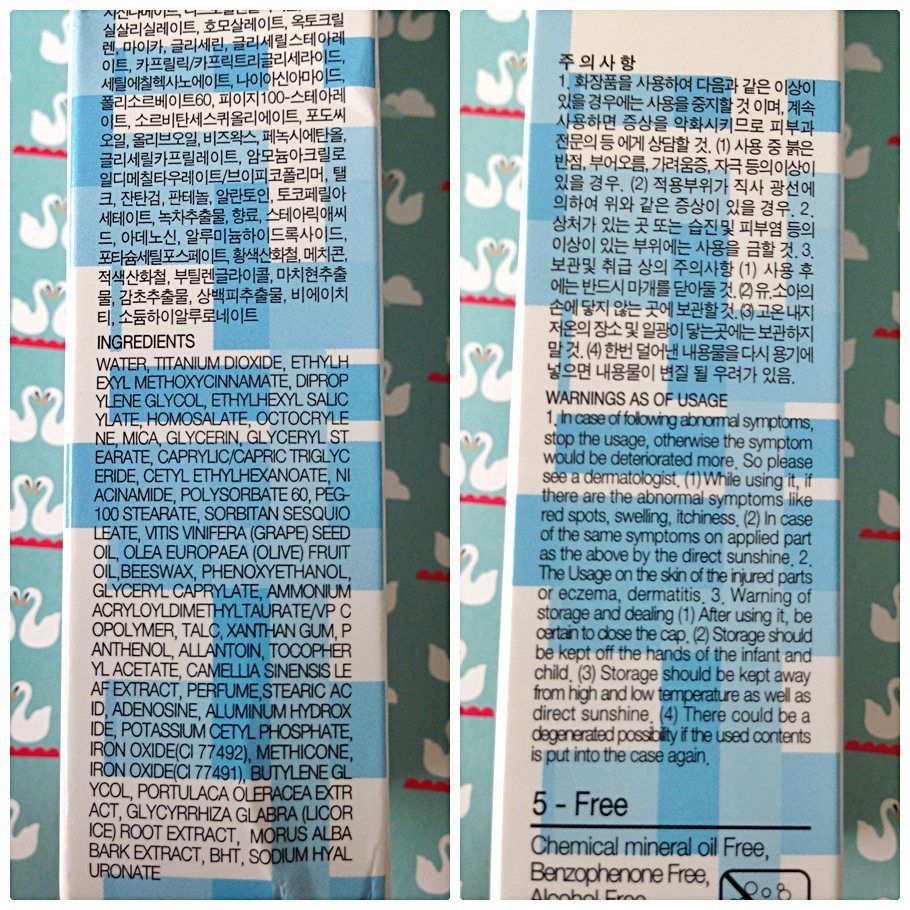 실살리실레이트, 호모살레이트, 옥토크릴
렌, 마이카, 글리세린, 글리세릴스테아레
이트, 카프릴릭/카프릭트리글리세라이드,
세틸에칠헥사노에이트, 나이아신아마이드,
폴리소르베이트60, 피이지100-스테아레
이트, 소르비탄세스퀴올리에이트, 포도씨
오일, 올리브오일, 비즈왁스, 페녹시에탄올,
글리세릴카프릴레이트, 암모늄아크릴로
일디메칠타우레이트/브이피코폴리머, 탤
크, 잔탄검, 판테놀, 알란토인, 토코페릴아
세테이트, 녹차추출물, 향료, 스테아릭애씨
드, 아데노신, 알루미늄하이드록사이드,
포타슘세틸포스페이트, 황색산화철, 메치콘,
적색산화철, 부틸렌글라이콜, 마치현추출
물, 감초추출물, 상백피추출물, 비에이치
티, 소듐하이알루로네이트
INGREDIENTS
WATER, TITANIUM DIOXIDE, ETHYLH
EXYL METHOXYCINNAMATE, DIPROP
YLENE GLYCOL, ETHYLHEXYL SALIC
YLATE, HOMOSALATE, OCTOCRYLE
NE, MICA, GLYCERIN, GLYCERYL ST
EARATE, CAPRYLIC/CAPRIC TRIGLYC
ERIDE, CETYL ETHYLHEXANOATE, NI
ACINAMIDE, POLYSORBATE 60, PEG-
100 STEARATE, SORBITAN SESQUIO
LEATE, VITIS VINIFERA (GRAPE) SEED
OIL, OLEA EUROPAEA (OLIVE) FRUIT
OIL,BEESWAX, PHENOXYETHANOL,
GLYCERYL CAPRYLATE, AMMONIUM
ACRYLOYLDIMETHYLTAURATE/VP C
OPOLYMER, TALC, XANTHAN GUM, P
ANTHENOL, ALLANTOIN, TOCOPHER
YL ACETATE, CAMELLIA SINENSIS LE
AF EXTRACT, PERFUME,STEARIC AC
ID, ADENOSINE, ALUMINUM HYDROX
IDE, POTASSIUM CETYL PHOSPHATE,
IRON OXIDE(CI 77492), METHICONE,
IRON OXIDE(CI 77491), BUTYLENE GL
YCOL, PORTULACA OLERACEA EXTR
ACT, GLYCYRRHIZA GLABRA (LICOR
ICE) ROOT EXTRACT, MORUS ALBA
BARK EXTRACT, BHT, SODIUM HYAL
URONATE
주의사항
1. 화장품을 사용하여 다음과 같은 이상이
있을 경우에는 사용을 중지할 것 이며, 계속
사용하면 증상을 악화시키므로 피부과
전문의 등 에게 상담할 것. (1) 사용 중 붉은
반점, 부어오름, 가려움증, 자극 등의이상이
있을 경우. (2) 적용부위가 직사 광선에
의하여 위와 같은 증상이 있을 경우. 2.
상처가 있는 곳 또는 습진및 피부염 등의
이상이 있는 부위에는 사용을 금할 것. 3.
보관및 취급 상의 주의사항 (1) 사용 후
에는 반드시 마개를 닫아둘 것. (2) 유.소아의
손에 닿지 않는 곳에 보관할 것. (3) 고온 내지
저온의 장소 및 일광이 닿는곳에는 보관하지
말 것. (4) 한번 덜어낸 내용물을 다시 용기에
넣으면 내용물이 변질 될 우려가 있음.
WARNINGS AS OF USAGE
1. In case of following abnormal symptoms,
stop the usage, otherwise the symptom
would be deteriorated more. So please
see a dermatologist. (1) While using it, if
there are the abnormal symptoms like
red spots, swelling, itchiness. (2) In case
of the same symptoms on applied part
as the above by the direct sunshine. 2.
The Usage on the skin of the injured parts
or eczema, dermatitis. 3. Warning of
storage and dealing (1) After using it, be
certain to close the cap. (2) Storage should
be kept off the hands of the infant and
child. (3) Storage should be kept away
from high and low temperature as well as
direct sunshine. (4) There could be a
degenerated possibility if the used contents
is put into the case again.
5 - Free
Chemical mineral oil Free,
Benzophenone Free,
Alcohol Free